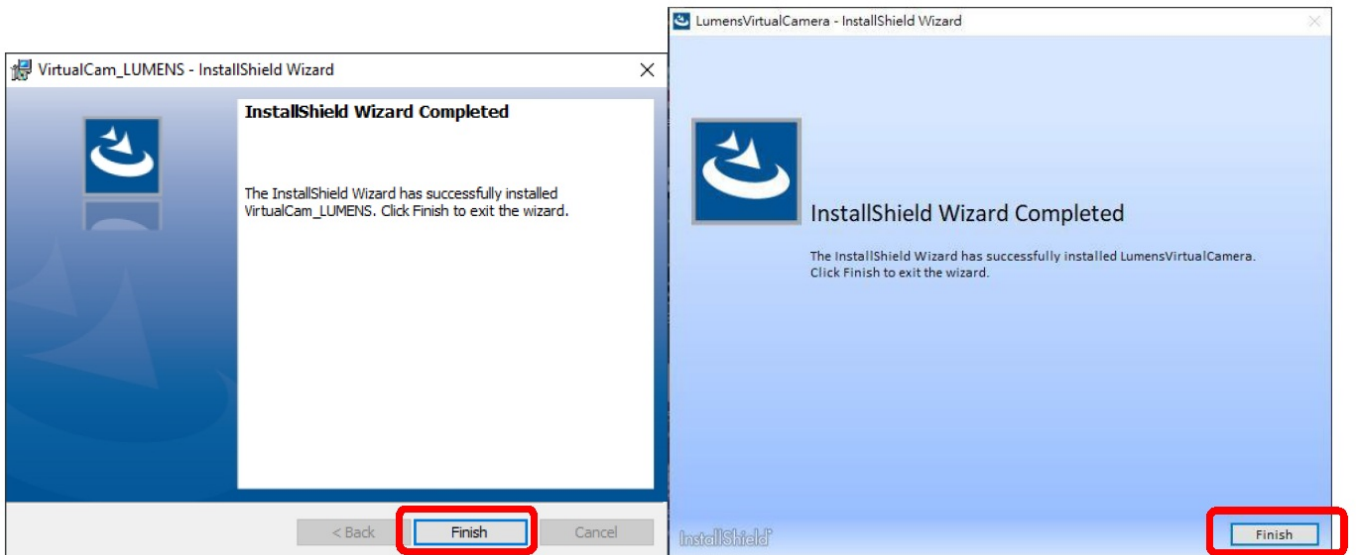 VirtualCam_LUMENS - InstallShield Wizard
InstallShield Wizard Completed
The InstallShield Wizard has successfully installed
VirtualCam_LUMENS. Click Finish to exit the wizard.
< Back
Finish
Cancel
LumensVirtualCamera - InstallShield Wizard
InstallShield Wizard Completed
The InstallShield Wizard has successfully installed LumensVirtualCamera.
Click Finish to exit the wizard.
InstallShield
Finish